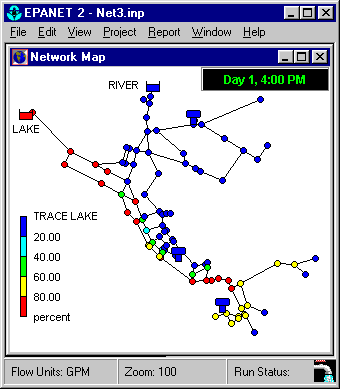 EPANET 2 - Net3.inp
File Edit View Project Report Window Help
Network Map
RIVER
Day 1, 4:00 PM
LAKE
TRACE LAKE
20.00
40.00
60.00
80.00
percent
Flow Units: GPM Zoom: 100 Run Status: